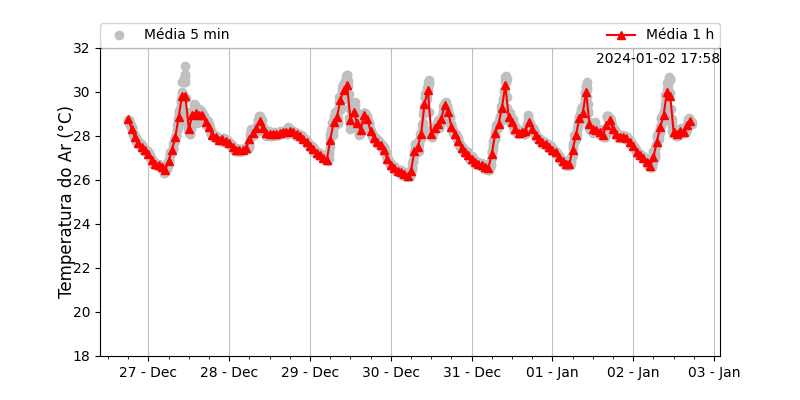 Média 5 min
Média 1 h
2024-01-02 17:58
Temperatura do Ar (°C)
32
30
28
26
24
22
20
18
27 - Dec
28 - Dec
29 - Dec
30 - Dec
31 - Dec
01 - Jan
02 - Jan
03 - Jan